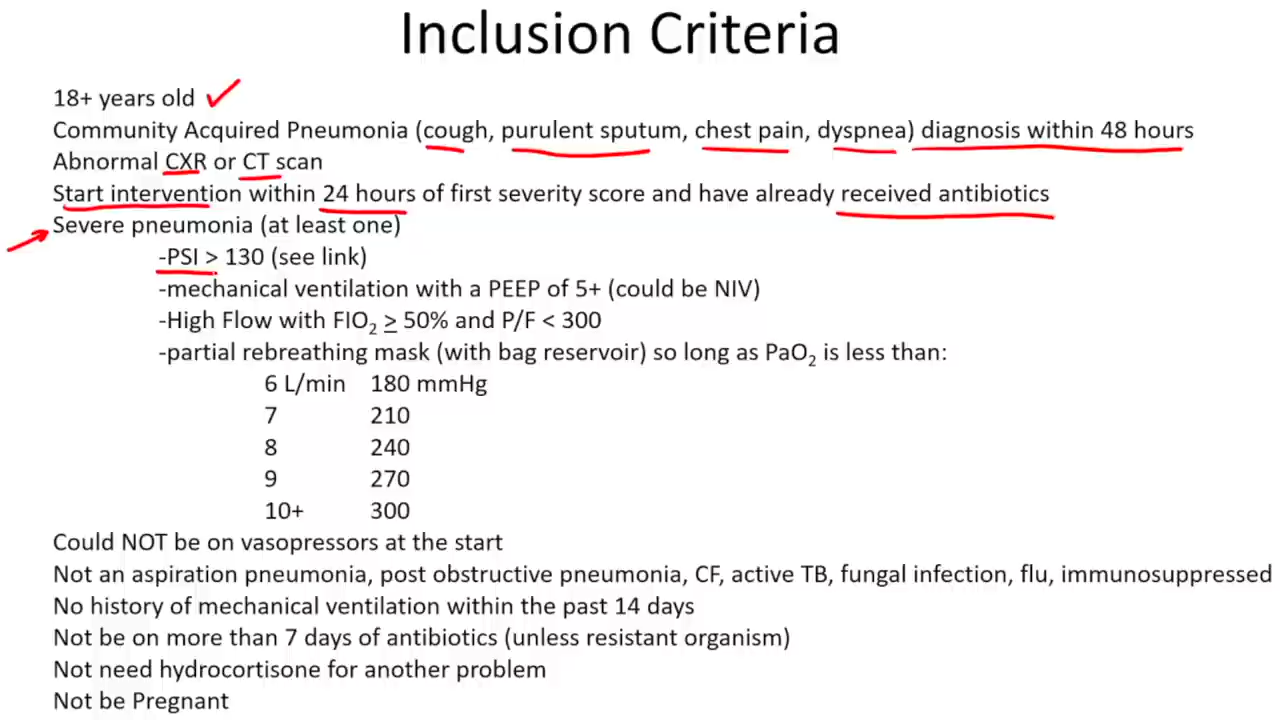 Inclusion Criteria
18+ years old
Community Acquired Pneumonia (cough, purulent sputum, chest pain, dyspnea) diagnosis within 48 hours
Abnormal CXR or CT scan
Start intervention within 24 hours of first severity score and have already received antibiotics
Severe pneumonia (at least one)
-PSI > 130 (see link)
-mechanical ventilation with a PEEP of 5+ (could be NIV)
-High Flow with FIO₂ ≥ 50% and P/F < 300
-partial rebreathing mask (with bag reservoir) so long as PaO₂ is less than:
6 L/min 180 mmHg
7 210
8 240
9 270
10+ 300
Could NOT be on vasopressors at the start
Not an aspiration pneumonia, post obstructive pneumonia, CF, active TB, fungal infection, flu, immunosuppressed
No history of mechanical ventilation within the past 14 days
Not be on more than 7 days of antibiotics (unless resistant organism)
Not need hydrocortisone for another problem
Not be Pregnant